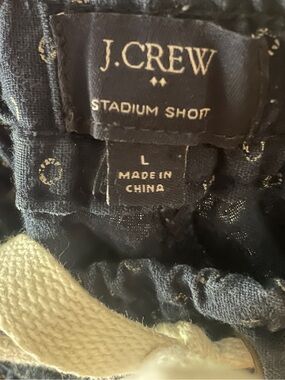 J.CREW
STADIUM SHORT
L
MADE IN
CHINA